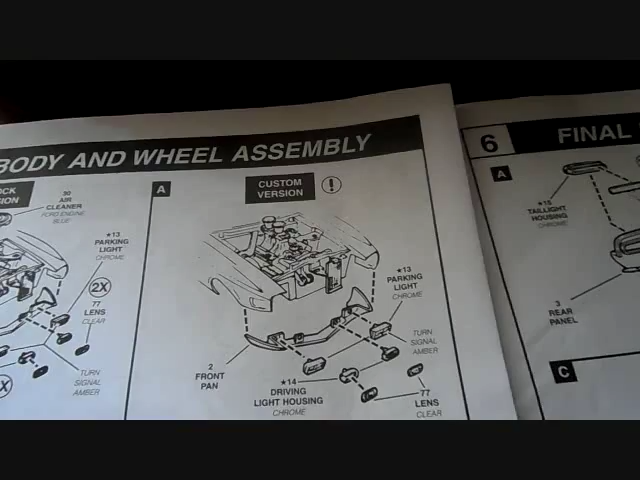 BODY AND WHEEL ASSEMBLY
30
AIR
CLEANER
FORD ENGINE
BLUE
★13
PARKING
LIGHT
CHROME
2X
77
LENS
CLEAR
TURN
SIGNAL
AMBER
A
CUSTOM
VERSION
!
★13
PARKING
LIGHT
CHROME
TURN
SIGNAL
AMBER
2
FRONT
PAN
★14
DRIVING
LIGHT HOUSING
CHROME
77
LENS
CLEAR
6
FINAL
A
★15
TAILLIGHT
HOUSING
CHROME
3
REAR
PANEL
C